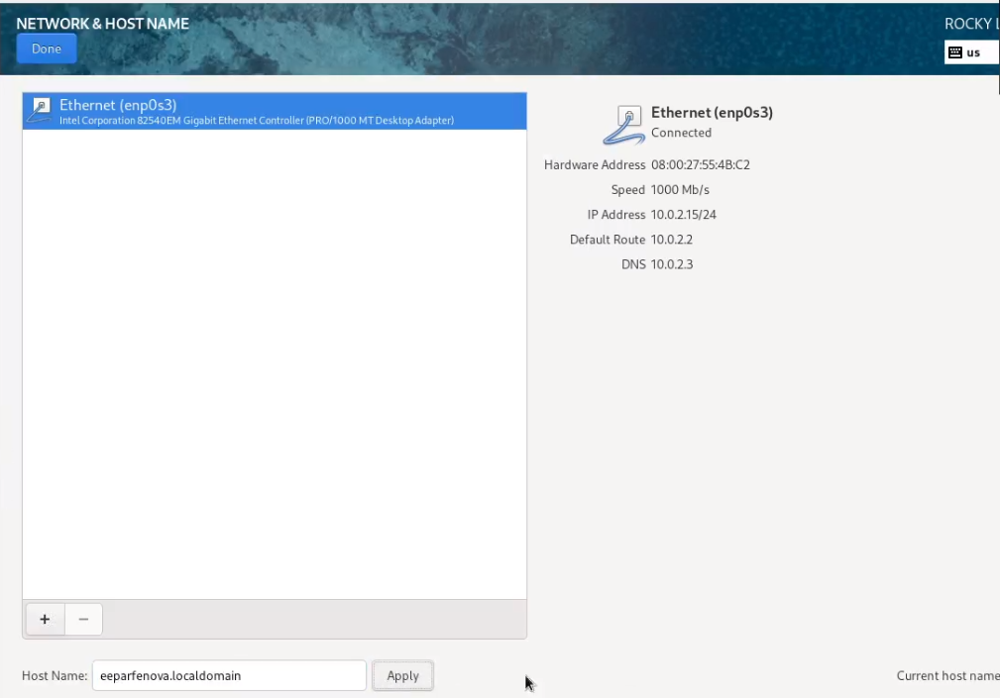 NETWORK & HOST NAME
ROCKY
Done
us
Ethernet (enp0s3)
Intel Corporation 82540EM Gigabit Ethernet Controller (PRO/1000 MT Desktop Adapter)
Ethernet (enp0s3)
Connected
Hardware Address 08:00:27:55:4B:C2
Speed 1000 Mb/s
IP Address 10.0.2.15/24
Default Route 10.0.2.2
DNS 10.0.2.3
+ −
Host Name: eeparfenova.localdomain Apply
Current host name